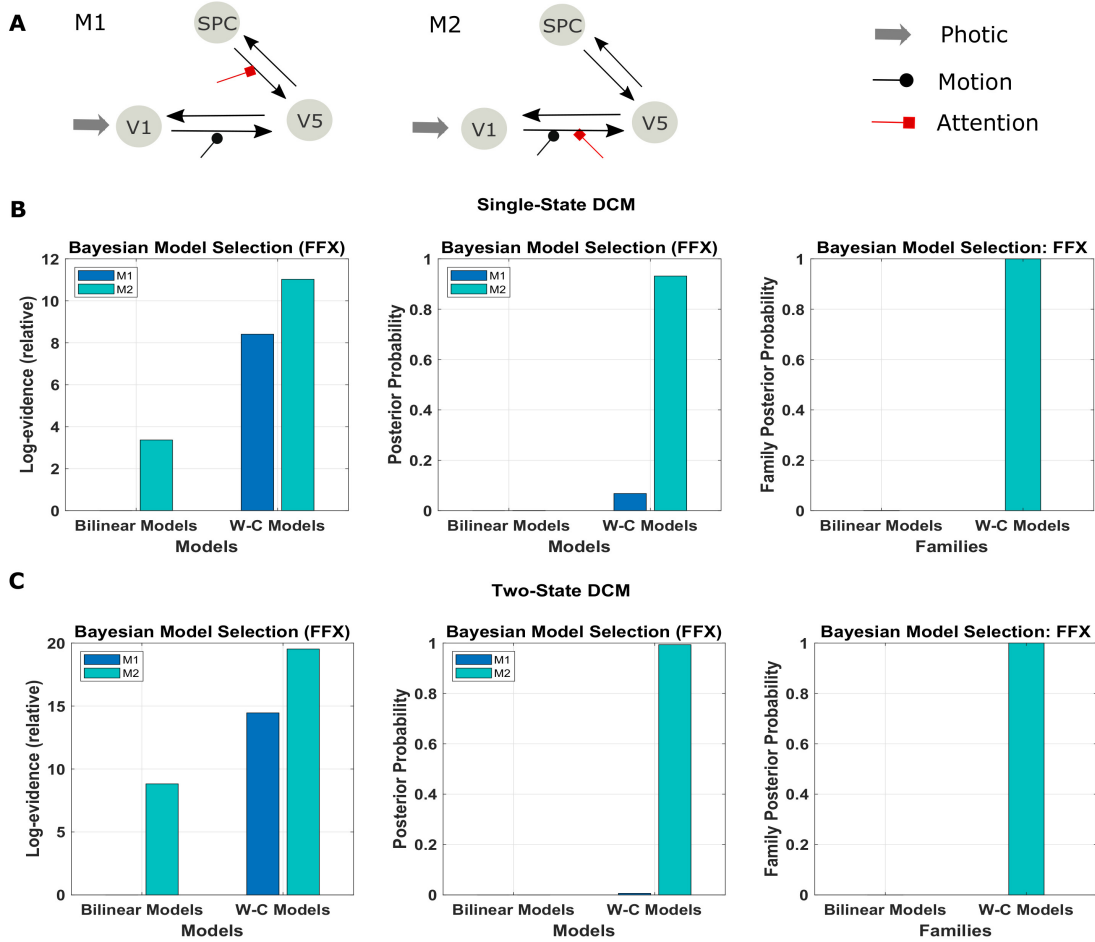 A
M1
SPC
V1
V5
M2
SPC
V1
V5
Photic
Motion
Attention
B
Single-State DCM
Bayesian Model Selection (FFX)
M1
M2
12
10
8
6
4
2
0
Log-evidence (relative)
Bilinear Models
W-C Models
Models
Bayesian Model Selection (FFX)
M1
M2
1
0.8
0.6
0.4
0.2
0
Posterior Probability
Bilinear Models
W-C Models
Models
Bayesian Model Selection: FFX
1
0.8
0.6
0.4
0.2
0
Family Posterior Probability
Bilinear Models
W-C Models
Families
C
Two-State DCM
Bayesian Model Selection (FFX)
M1
M2
20
15
10
5
0
Log-evidence (relative)
Bilinear Models
W-C Models
Models
Bayesian Model Selection (FFX)
M1
M2
1
0.8
0.6
0.4
0.2
0
Posterior Probability
Bilinear Models
W-C Models
Models
Bayesian Model Selection: FFX
1
0.8
0.6
0.4
0.2
0
Family Posterior Probability
Bilinear Models
W-C Models
Families